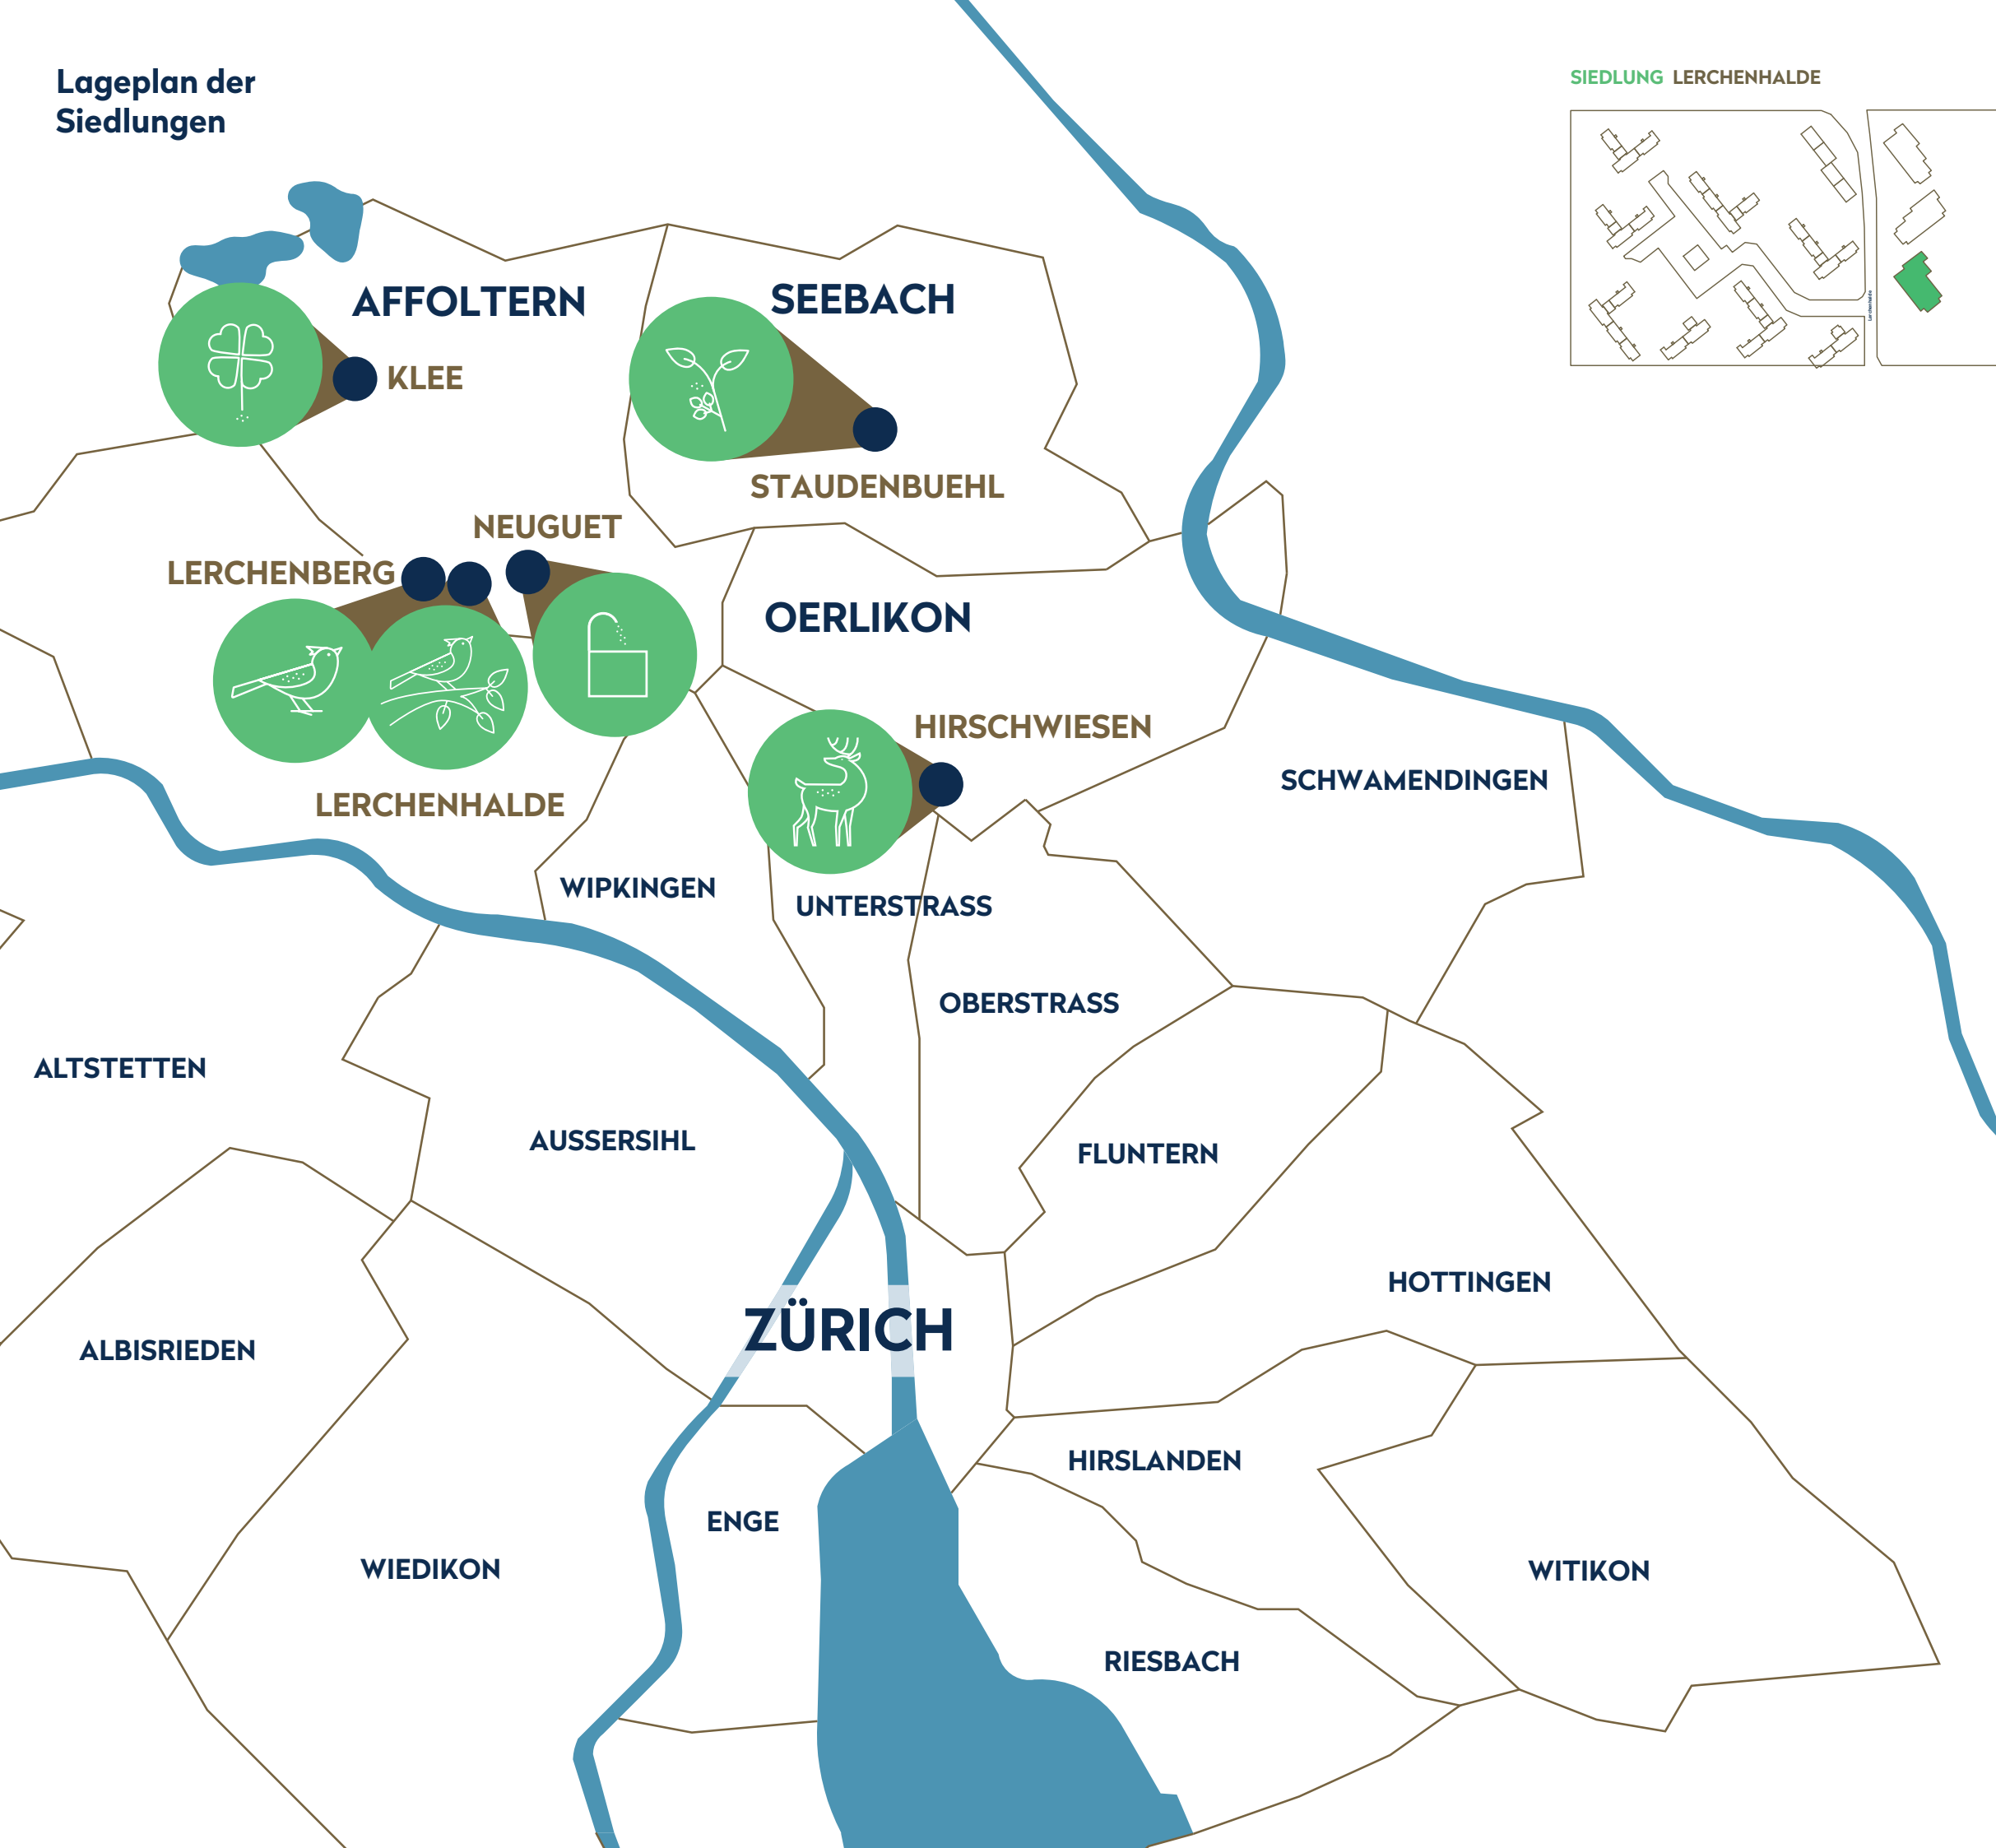 Lageplan der
Siedlungen
SIEDLUNG LERCHENHALDE
Lerchenhalde
AFFOLTERN
SEEBACH
KLEE
STAUDENBUEHL
NEUGUET
LERCHENBERG
OERLIKON
HIRSCHWIESEN
SCHWAMENDINGEN
LERCHENHALDE
WIPKINGEN
UNTERSTRASS
OBERSTRASS
ALTSTETTEN
AUSSERSIHL
FLUNTERN
HOTTINGEN
ZÜRICH
ALBISRIEDEN
HIRSLANDEN
ENGE
WIEDIKON
WITIKON
RIESBACH